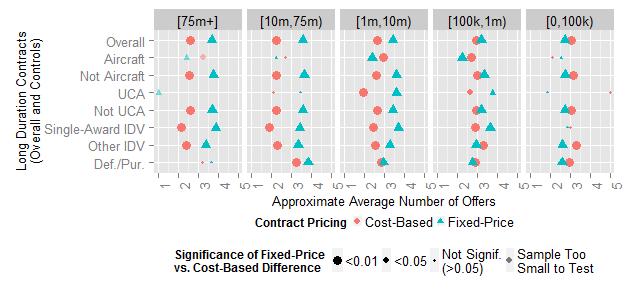 [75m+] [10m,75m) [1m,10m) [100k,1m) [0,100k)
Long Duration Contracts
(Overall and Controls)
Overall
Aircraft
Not Aircraft
UCA
Not UCA
Single-Award IDV
Other IDV
Def./Pur.
1 2 3 4 5 1 2 3 4 5 1 2 3 4 5 1 2 3 4 5 1 2 3 4 5
Approximate Average Number of Offers
Contract Pricing Cost-Based Fixed-Price
Significance of Fixed-Price
vs. Cost-Based Difference
<0.01 <0.05
Not Signif.
(>0.05)
Sample Too
Small to Test